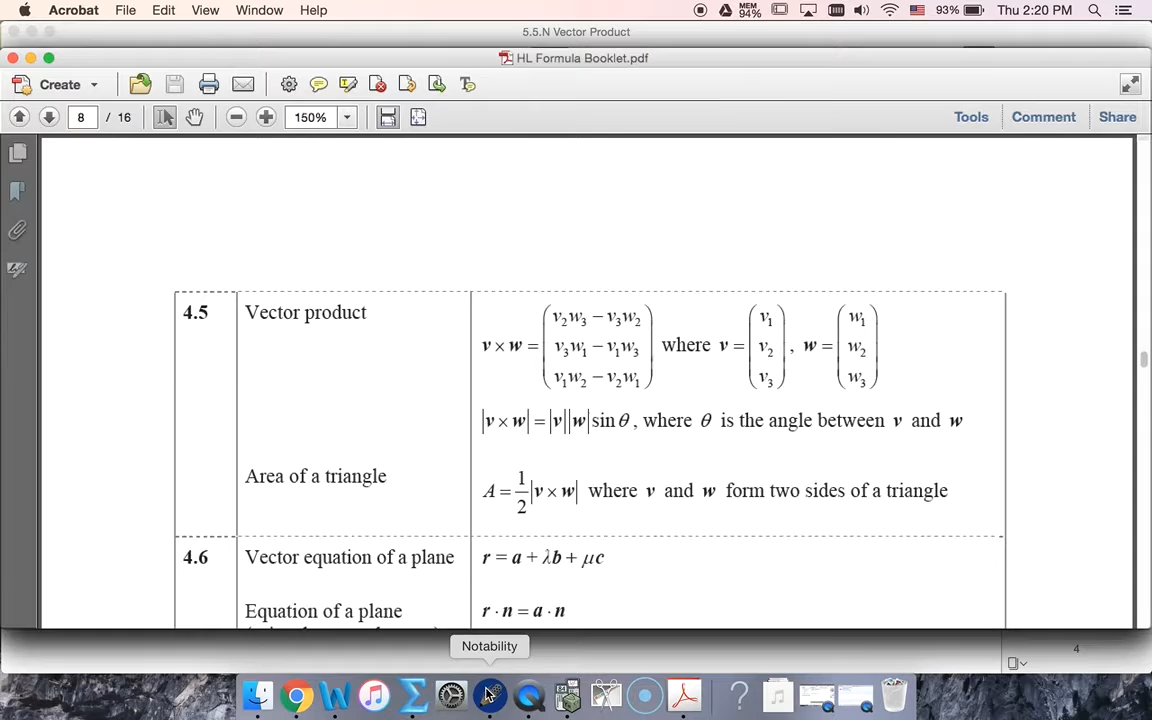 Acrobat File Edit View Window Help MEM 94% 93% Thu 2:20 PM
5.5.N Vector Product
HL Formula Booklet.pdf
Create
8 / 16 150% Tools Comment Share
4.5 Vector product v × w = (v₂w₃ − v₃w₂ v₃w₁ − v₁w₃ v₁w₂ − v₂w₁) where v = (v₁ v₂ v₃), w = (w₁ w₂ w₃)
|v × w| = |v||w| sin θ, where θ is the angle between v and w
Area of a triangle A = 1/2 |v × w| where v and w form two sides of a triangle
4.6 Vector equation of a plane r = a + λb + μc
Equation of a plane r · n = a · n
Notability
4